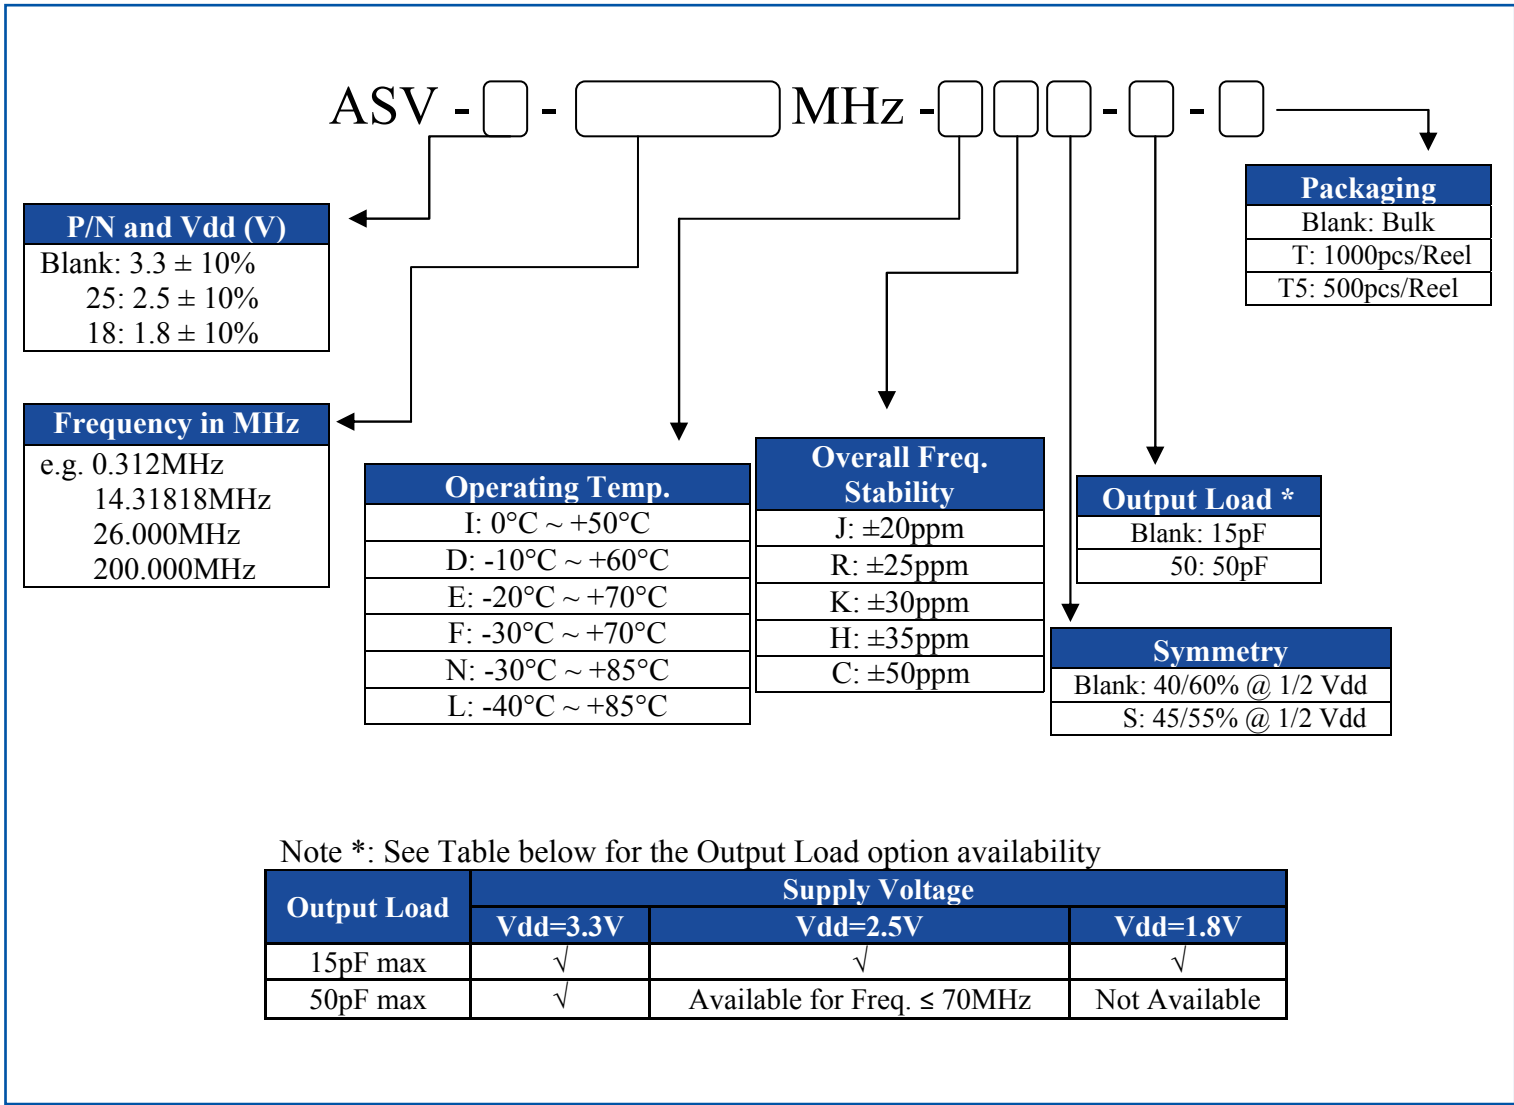 ASV - - MHz - - -
P/N and Vdd (V)
Blank: 3.3 ± 10%
25: 2.5 ± 10%
18: 1.8 ± 10%
Packaging
Blank: Bulk
T: 1000pcs/Reel
T5: 500pcs/Reel
Frequency in MHz
e.g. 0.312MHz
14.31818MHz
26.000MHz
200.000MHz
Operating Temp.
I: 0°C ~ +50°C
D: -10°C ~ +60°C
E: -20°C ~ +70°C
F: -30°C ~ +70°C
N: -30°C ~ +85°C
L: -40°C ~ +85°C
Overall Freq.
Stability
J: ±20ppm
R: ±25ppm
K: ±30ppm
H: ±35ppm
C: ±50ppm
Output Load *
Blank: 15pF
50: 50pF
Symmetry
Blank: 40/60% @ 1/2 Vdd
S: 45/55% @ 1/2 Vdd
Note *: See Table below for the Output Load option availability
Output Load
Supply Voltage
Vdd=3.3V Vdd=2.5V Vdd=1.8V
15pF max √ √ √
50pF max √ Available for Freq. ≤ 70MHz Not Available